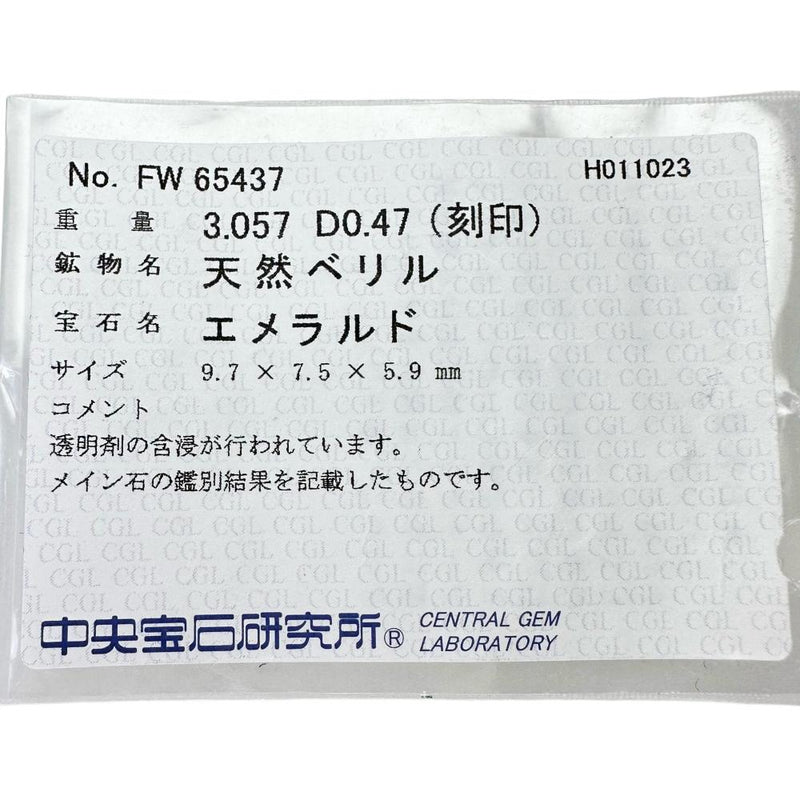 No. FW 65437 H011023
重量 3.057 D0.47 (刻印)
鉱物名 天然ベリル
宝石名 エメラルド
サイズ 9.7 × 7.5 × 5.9 mm
コメント
透明剤の含浸が行われています。
メイン石の鑑別結果を記載したものです。
中央宝石研究所® CENTRAL GEM
LABORATORY